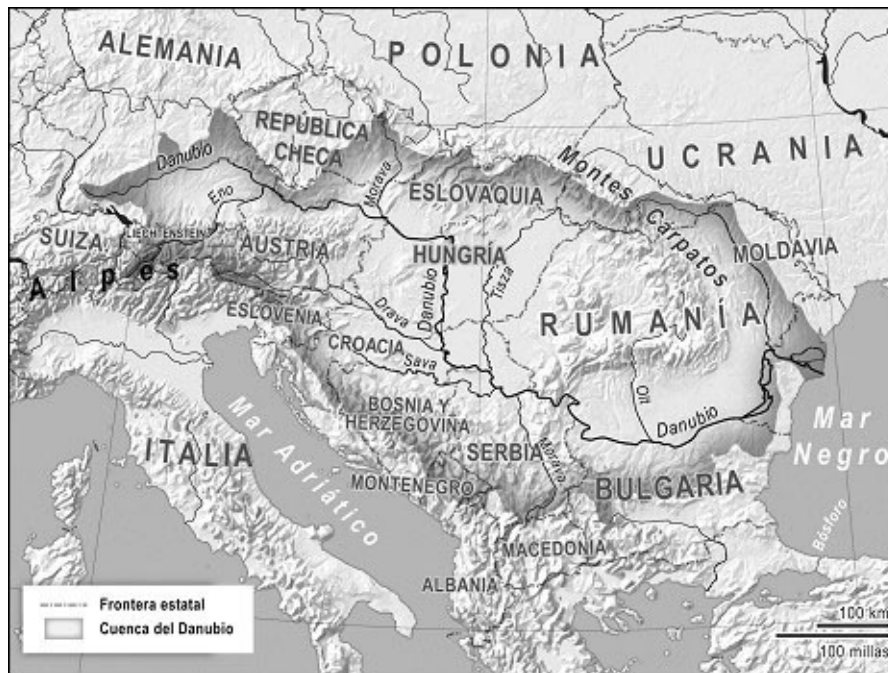 ALEMANIA
POLONIA
REPÚBLICA
CHECA
UCRANIA
Danubio
Morava
ESLOVAQUIA
Montes
Cárpatos
Eno
SUIZA
LIECHTENSTEIN
AUSTRIA
HUNGRÍA
MOLDAVIA
Alpes
Danubio
Tisza
Drava
ESLOVENIA
RUMANÍA
CROACIA
Sava
Olt
BOSNIA Y
HERZEGOVINA
Danubio
Mar
Negro
ITALIA
Mar Adriático
SERBIA
Morava
MONTENEGRO
BULGARIA
Bósforo
MACEDONIA
ALBANIA
Frontera estatal
Cuenca del Danubio
100 km
100 millas